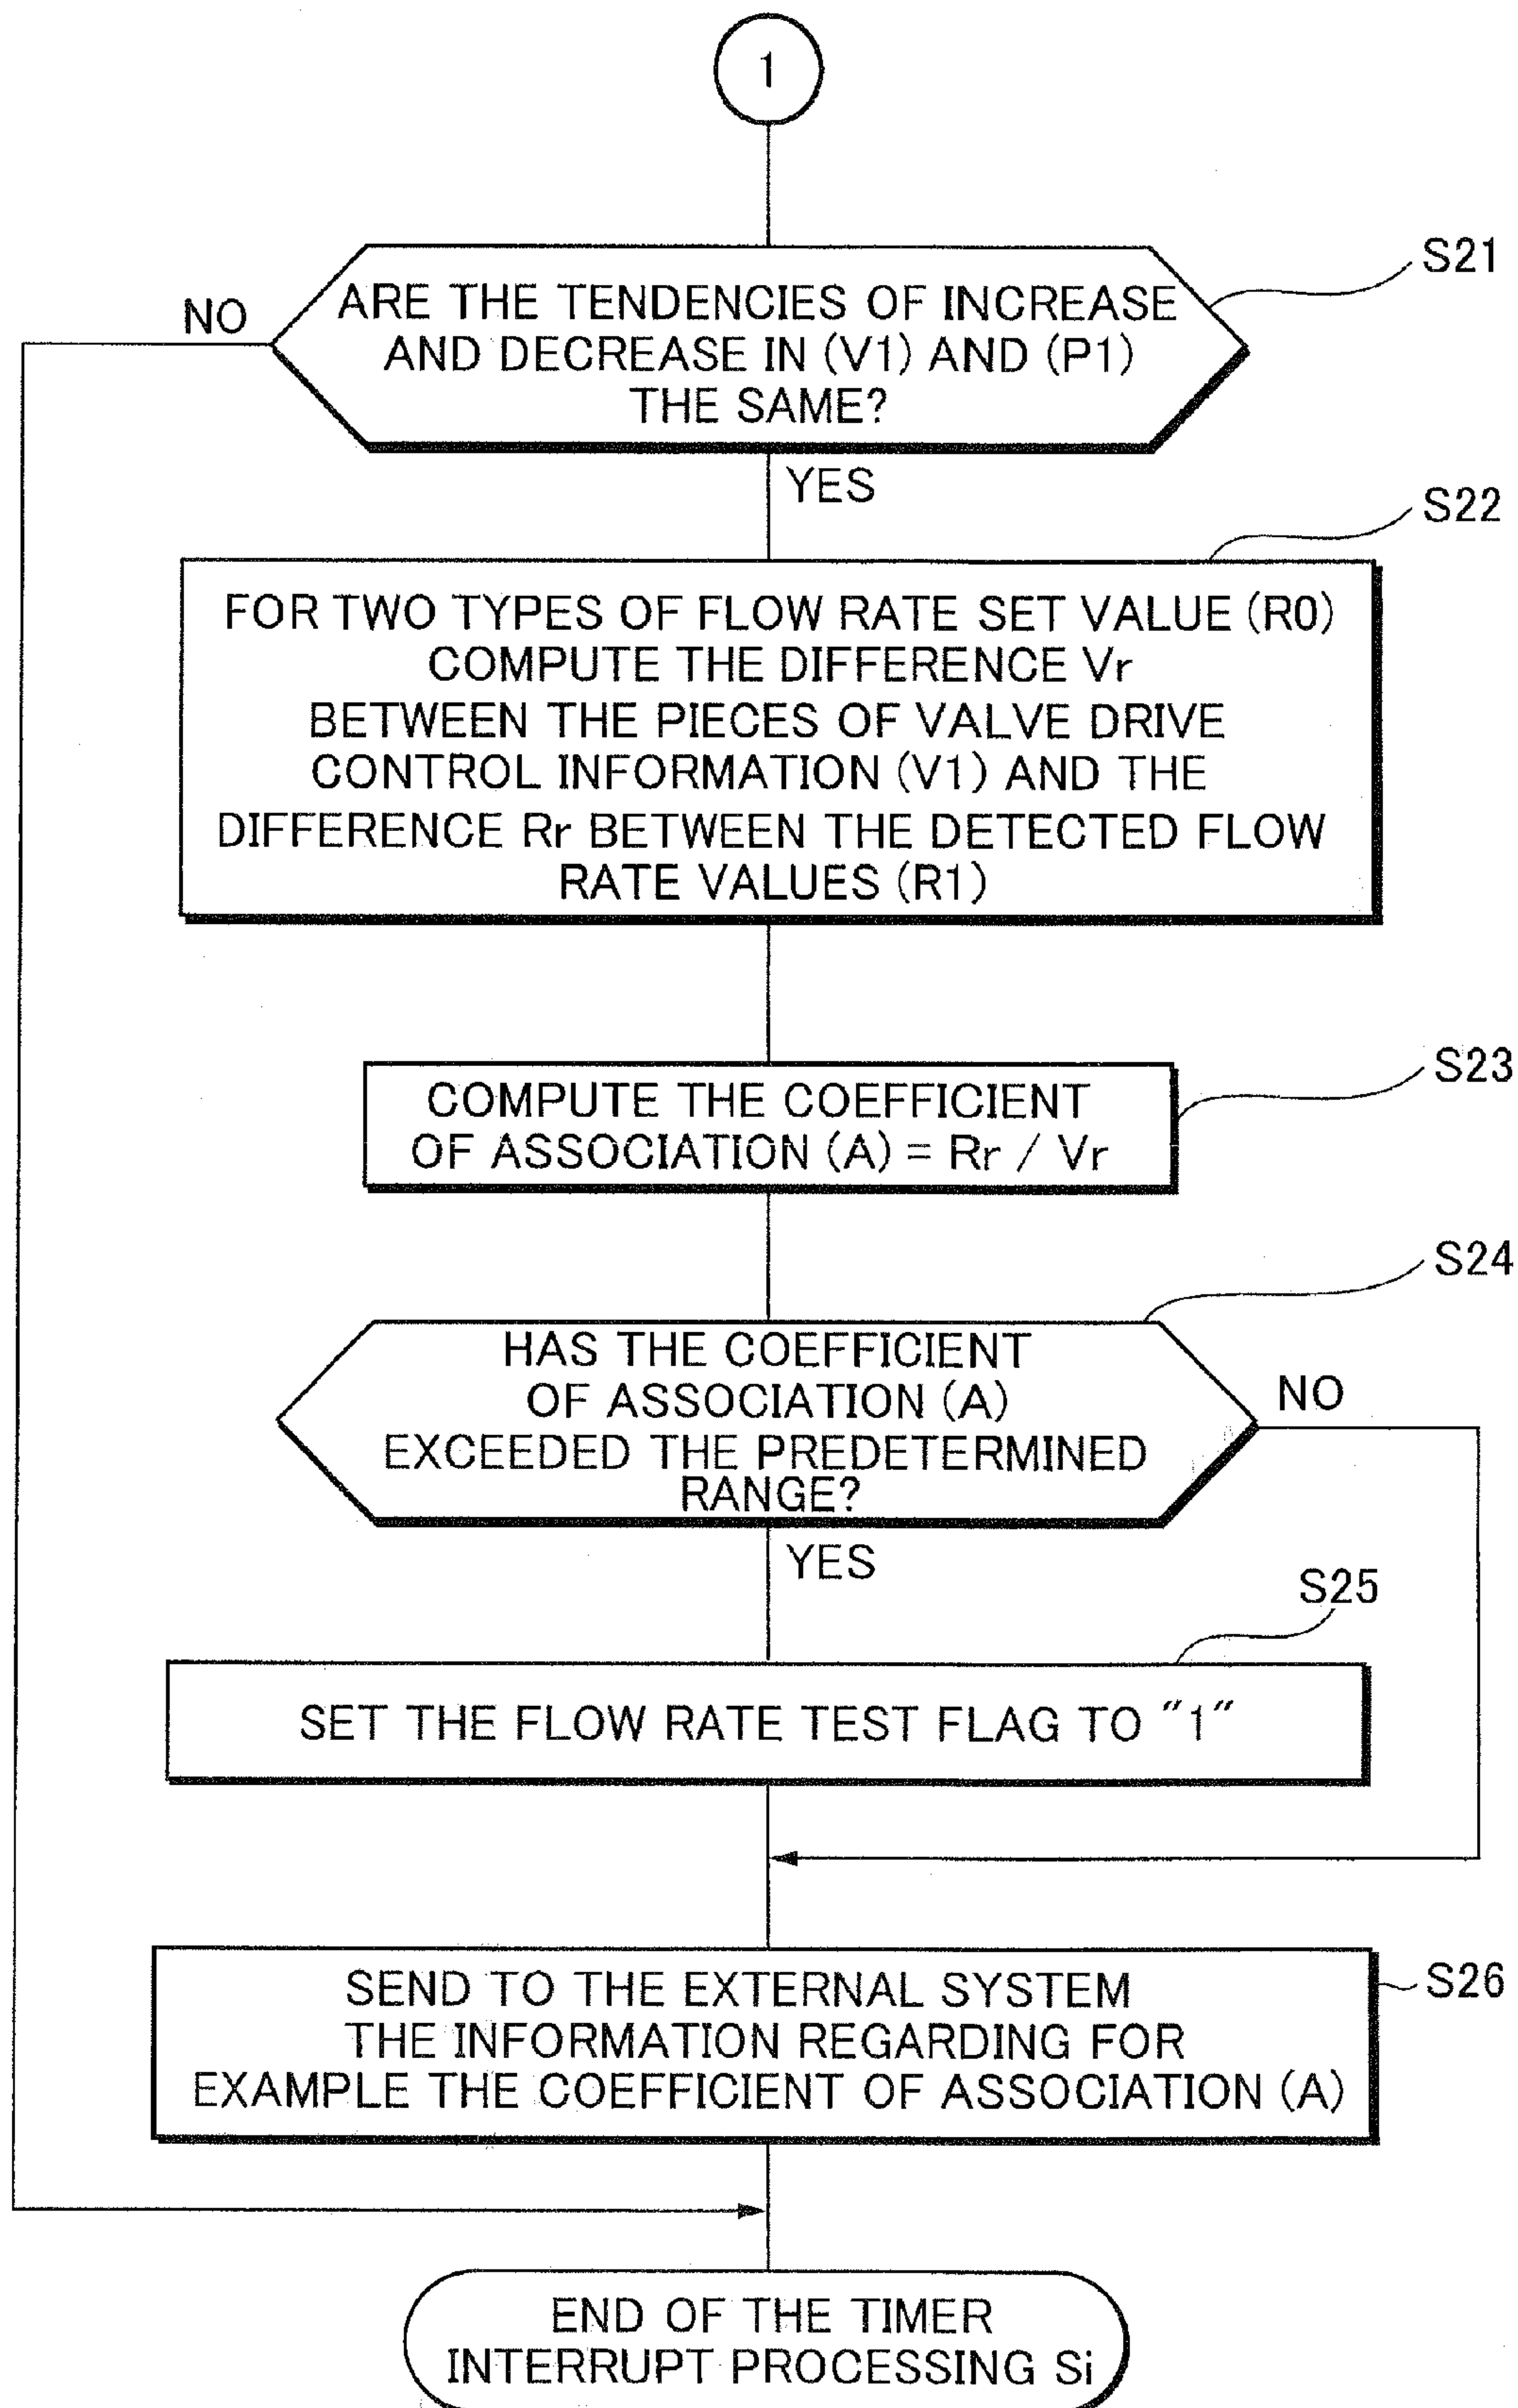 1
S21
NO
ARE THE TENDENCIES OF INCREASE
AND DECREASE IN (V1) AND (P1)
THE SAME?
YES
S22
FOR TWO TYPES OF FLOW RATE SET VALUE (R0)
COMPUTE THE DIFFERENCE Vr
BETWEEN THE PIECES OF VALVE DRIVE
CONTROL INFORMATION (V1) AND THE
DIFFERENCE Rr BETWEEN THE DETECTED FLOW
RATE VALUES (R1)
S23
COMPUTE THE COEFFICIENT
OF ASSOCIATION (A) = Rr / Vr
S24
HAS THE COEFFICIENT
OF ASSOCIATION (A)
EXCEEDED THE PREDETERMINED
RANGE?
NO
YES
S25
SET THE FLOW RATE TEST FLAG TO "1"
S26
SEND TO THE EXTERNAL SYSTEM
THE INFORMATION REGARDING FOR
EXAMPLE THE COEFFICIENT OF ASSOCIATION (A)
END OF THE TIMER
INTERRUPT PROCESSING Si